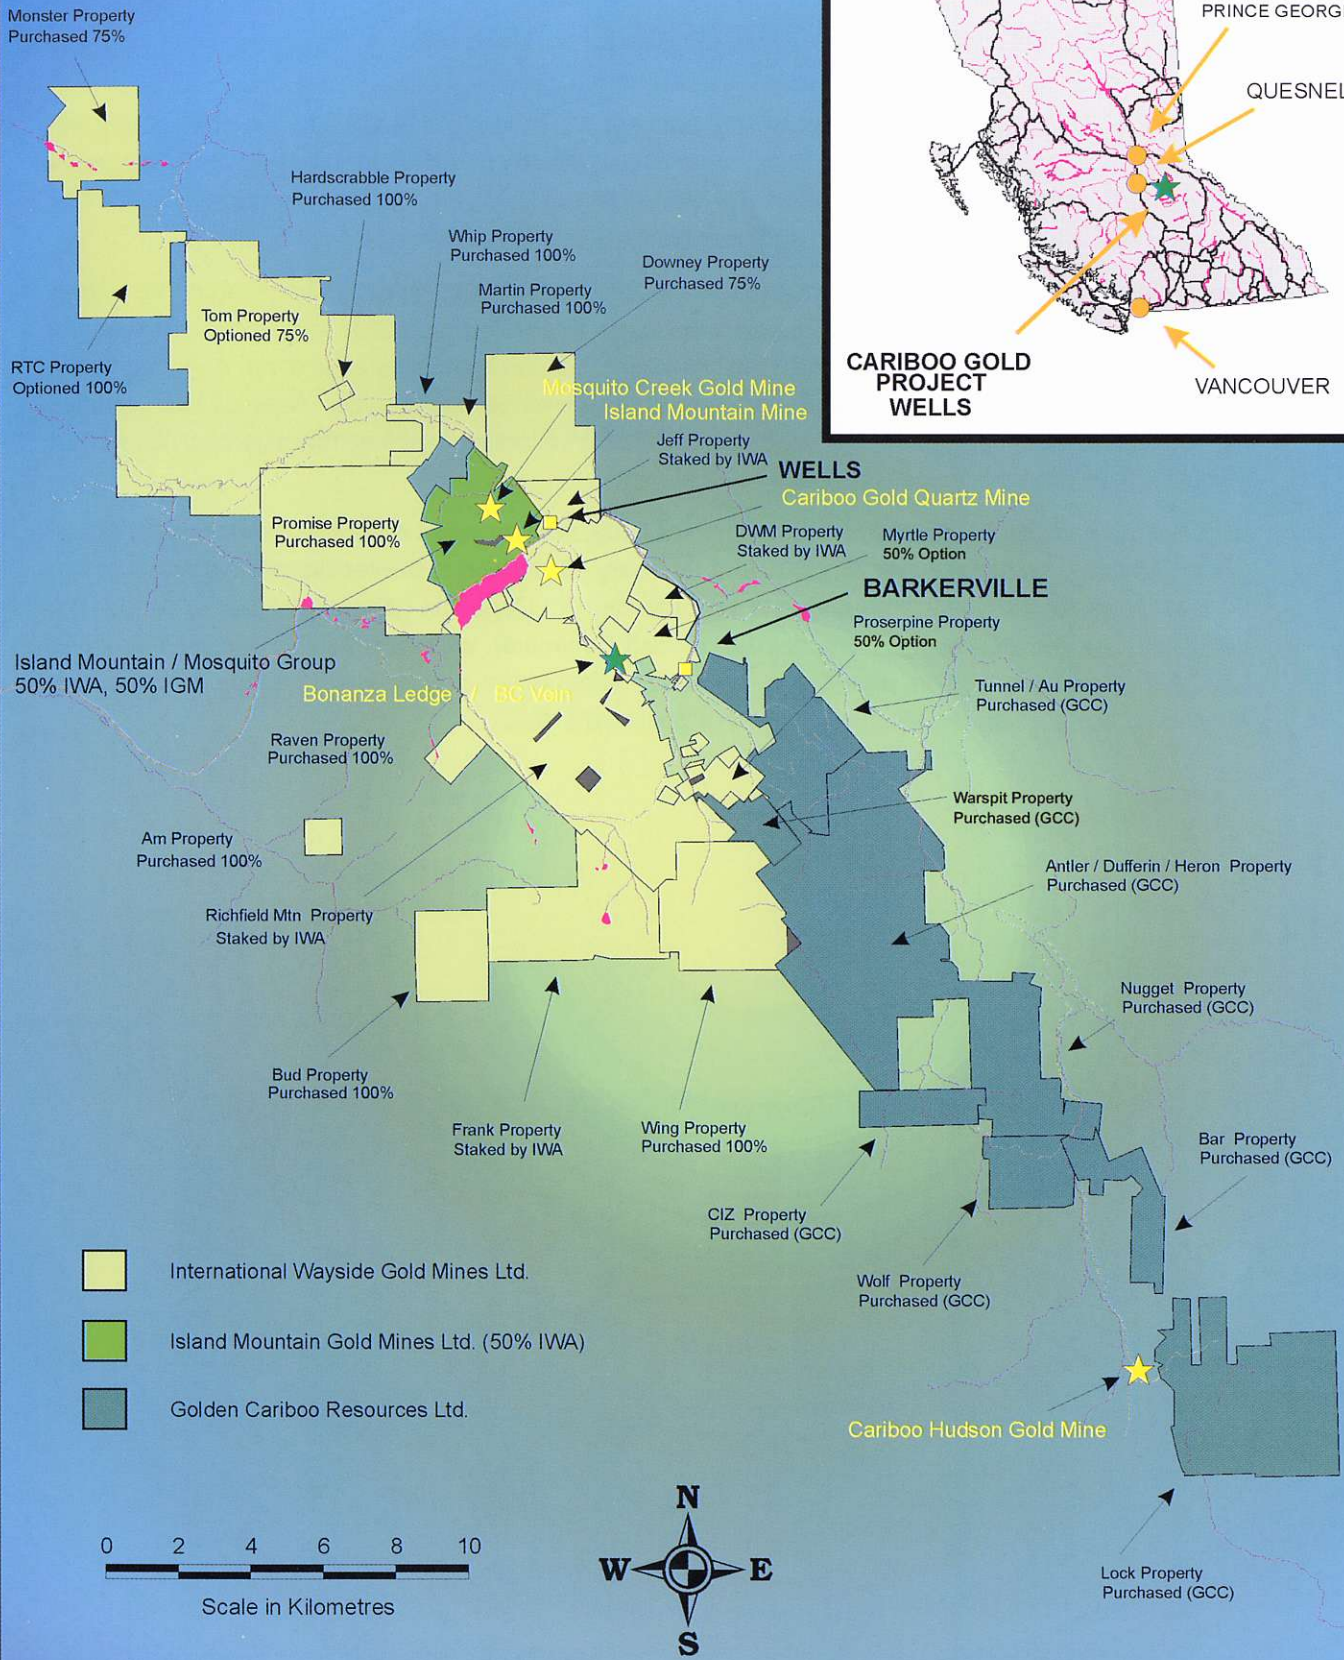 Monster Property
Purchased 75%
PRINCE GEORG
QUESNEL
Hardscrabble Property
Purchased 100%
Whip Property
Purchased 100%
Downey Property
Purchased 75%
Martin Property
Purchased 100%
Tom Property
Optioned 75%
RTC Property
Optioned 100%
CARIBOO GOLD
PROJECT
WELLS
VANCOUVER
Mosquito Creek Gold Mine
Island Mountain Mine
Jeff Property
Staked by IWA
WELLS
Cariboo Gold Quartz Mine
Promise Property
Purchased 100%
DWM Property
Staked by IWA
Myrtle Property
50% Option
BARKERVILLE
Proserpine Property
50% Option
Island Mountain / Mosquito Group
50% IWA, 50% IGM
Bonanza Ledge / BC Vein
Tunnel / Au Property
Purchased (GCC)
Raven Property
Purchased 100%
Warspit Property
Purchased (GCC)
Am Property
Purchased 100%
Antler / Dufferin / Heron Property
Purchased (GCC)
Richfield Mtn Property
Staked by IWA
Nugget Property
Purchased (GCC)
Bud Property
Purchased 100%
Frank Property
Staked by IWA
Wing Property
Purchased 100%
Bar Property
Purchased (GCC)
CIZ Property
Purchased (GCC)
Wolf Property
Purchased (GCC)
International Wayside Gold Mines Ltd.
Island Mountain Gold Mines Ltd. (50% IWA)
Golden Cariboo Resources Ltd.
Cariboo Hudson Gold Mine
Lock Property
Purchased (GCC)
0 2 4 6 8 10
Scale in Kilometres
N
W E
S